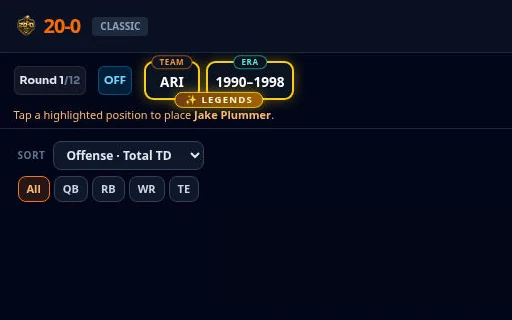 20-0 CLASSIC
TEAM ERA
Round 1/12 OFF ARI 1990–1998
✨ LEGENDS
Tap a highlighted position to place Jake Plummer.
SORT Offense · Total TD
All QB RB WR TE